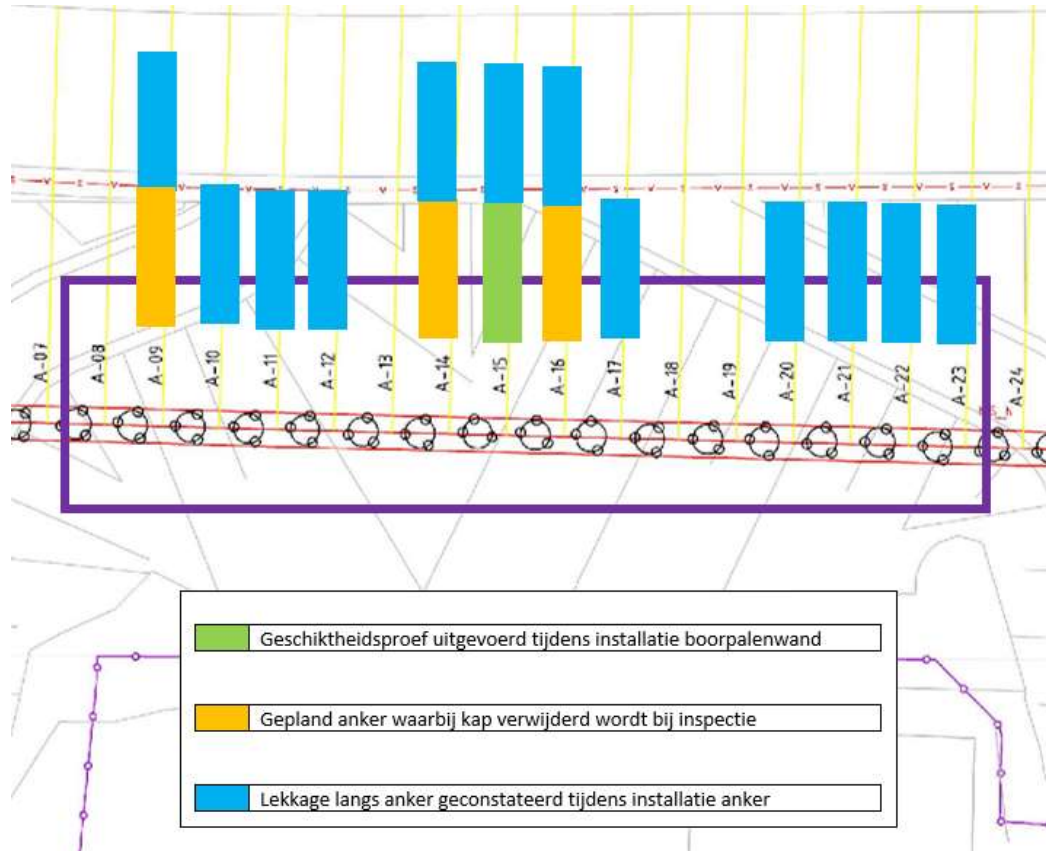 A-07
A-08
A-09
A-10
A-11
A-12
A-13
A-14
A-15
A-16
A-17
A-18
A-19
A-20
A-21
A-22
A-23
A-24
Geschiktheidsproef uitgevoerd tijdens installatie boorpalenwand
Gepland anker waarbij kap verwijderd wordt bij inspectie
Lekkage langs anker geconstateerd tijdens installatie anker